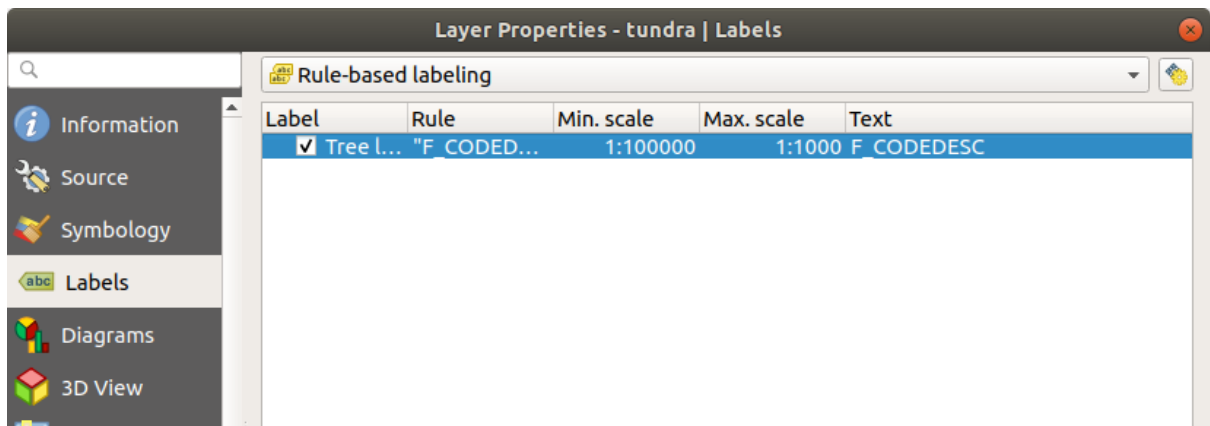 Layer Properties - tundra | Labels
Rule-based labeling
Information
Source
Symbology
abc Labels
Diagrams
3D View
Label Rule Min. scale Max. scale Text
Tree l... "F_CODED... 1:100000 1:1000 F_CODEDESC